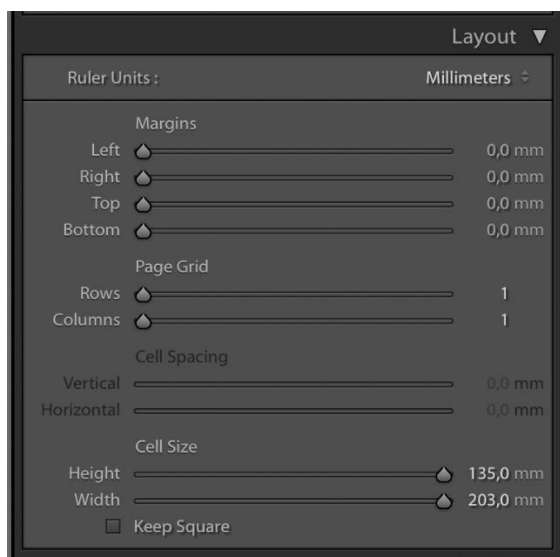 Layout
Ruler Units : Millimeters
Margins
Left 0,0 mm
Right 0,0 mm
Top 0,0 mm
Bottom 0,0 mm
Page Grid
Rows 1
Columns 1
Cell Spacing
Vertical 0,0 mm
Horizontal 0,0 mm
Cell Size
Height 135,0 mm
Width 203,0 mm
Keep Square